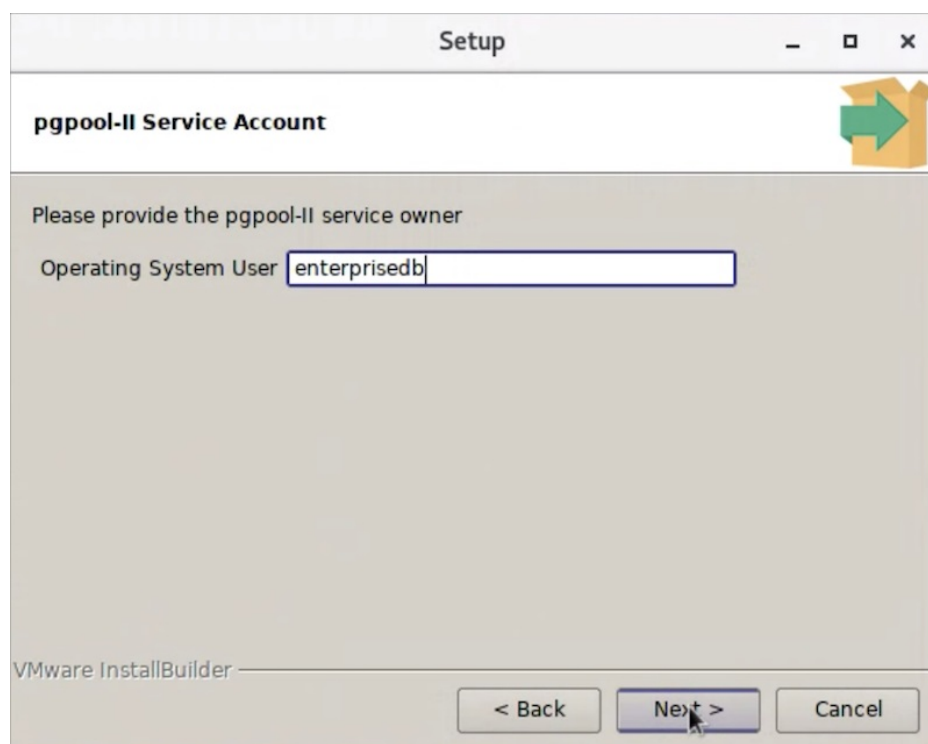 Setup
pgpool-II Service Account
Please provide the pgpool-II service owner
Operating System User enterprisedb
VMware InstallBuilder
< Back Next > Cancel